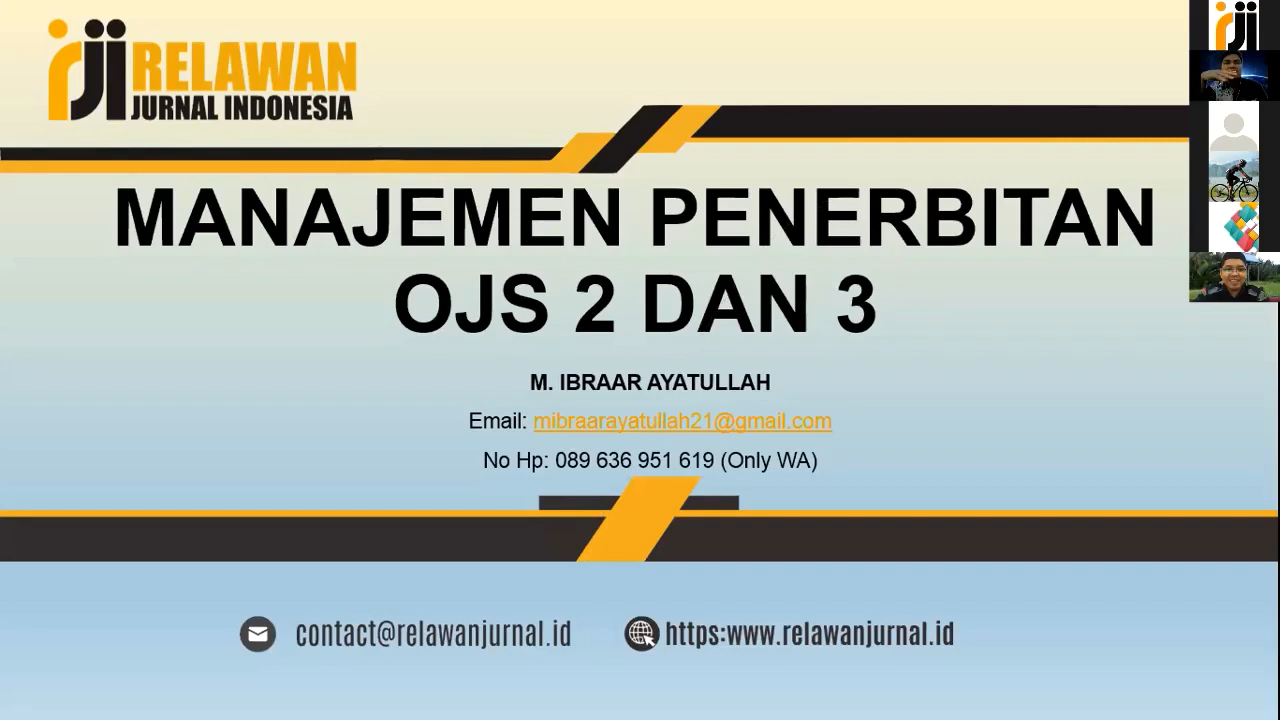 RELAWAN
JURNAL INDONESIA
MANAJEMEN PENERBITAN
OJS 2 DAN 3
M. IBRAAR AYATULLAH
Email: mibraarayatullah21@gmail.com
No Hp: 089 636 951 619 (Only WA)
contact@relawanjurnal.id
https:www.relawanjurnal.id